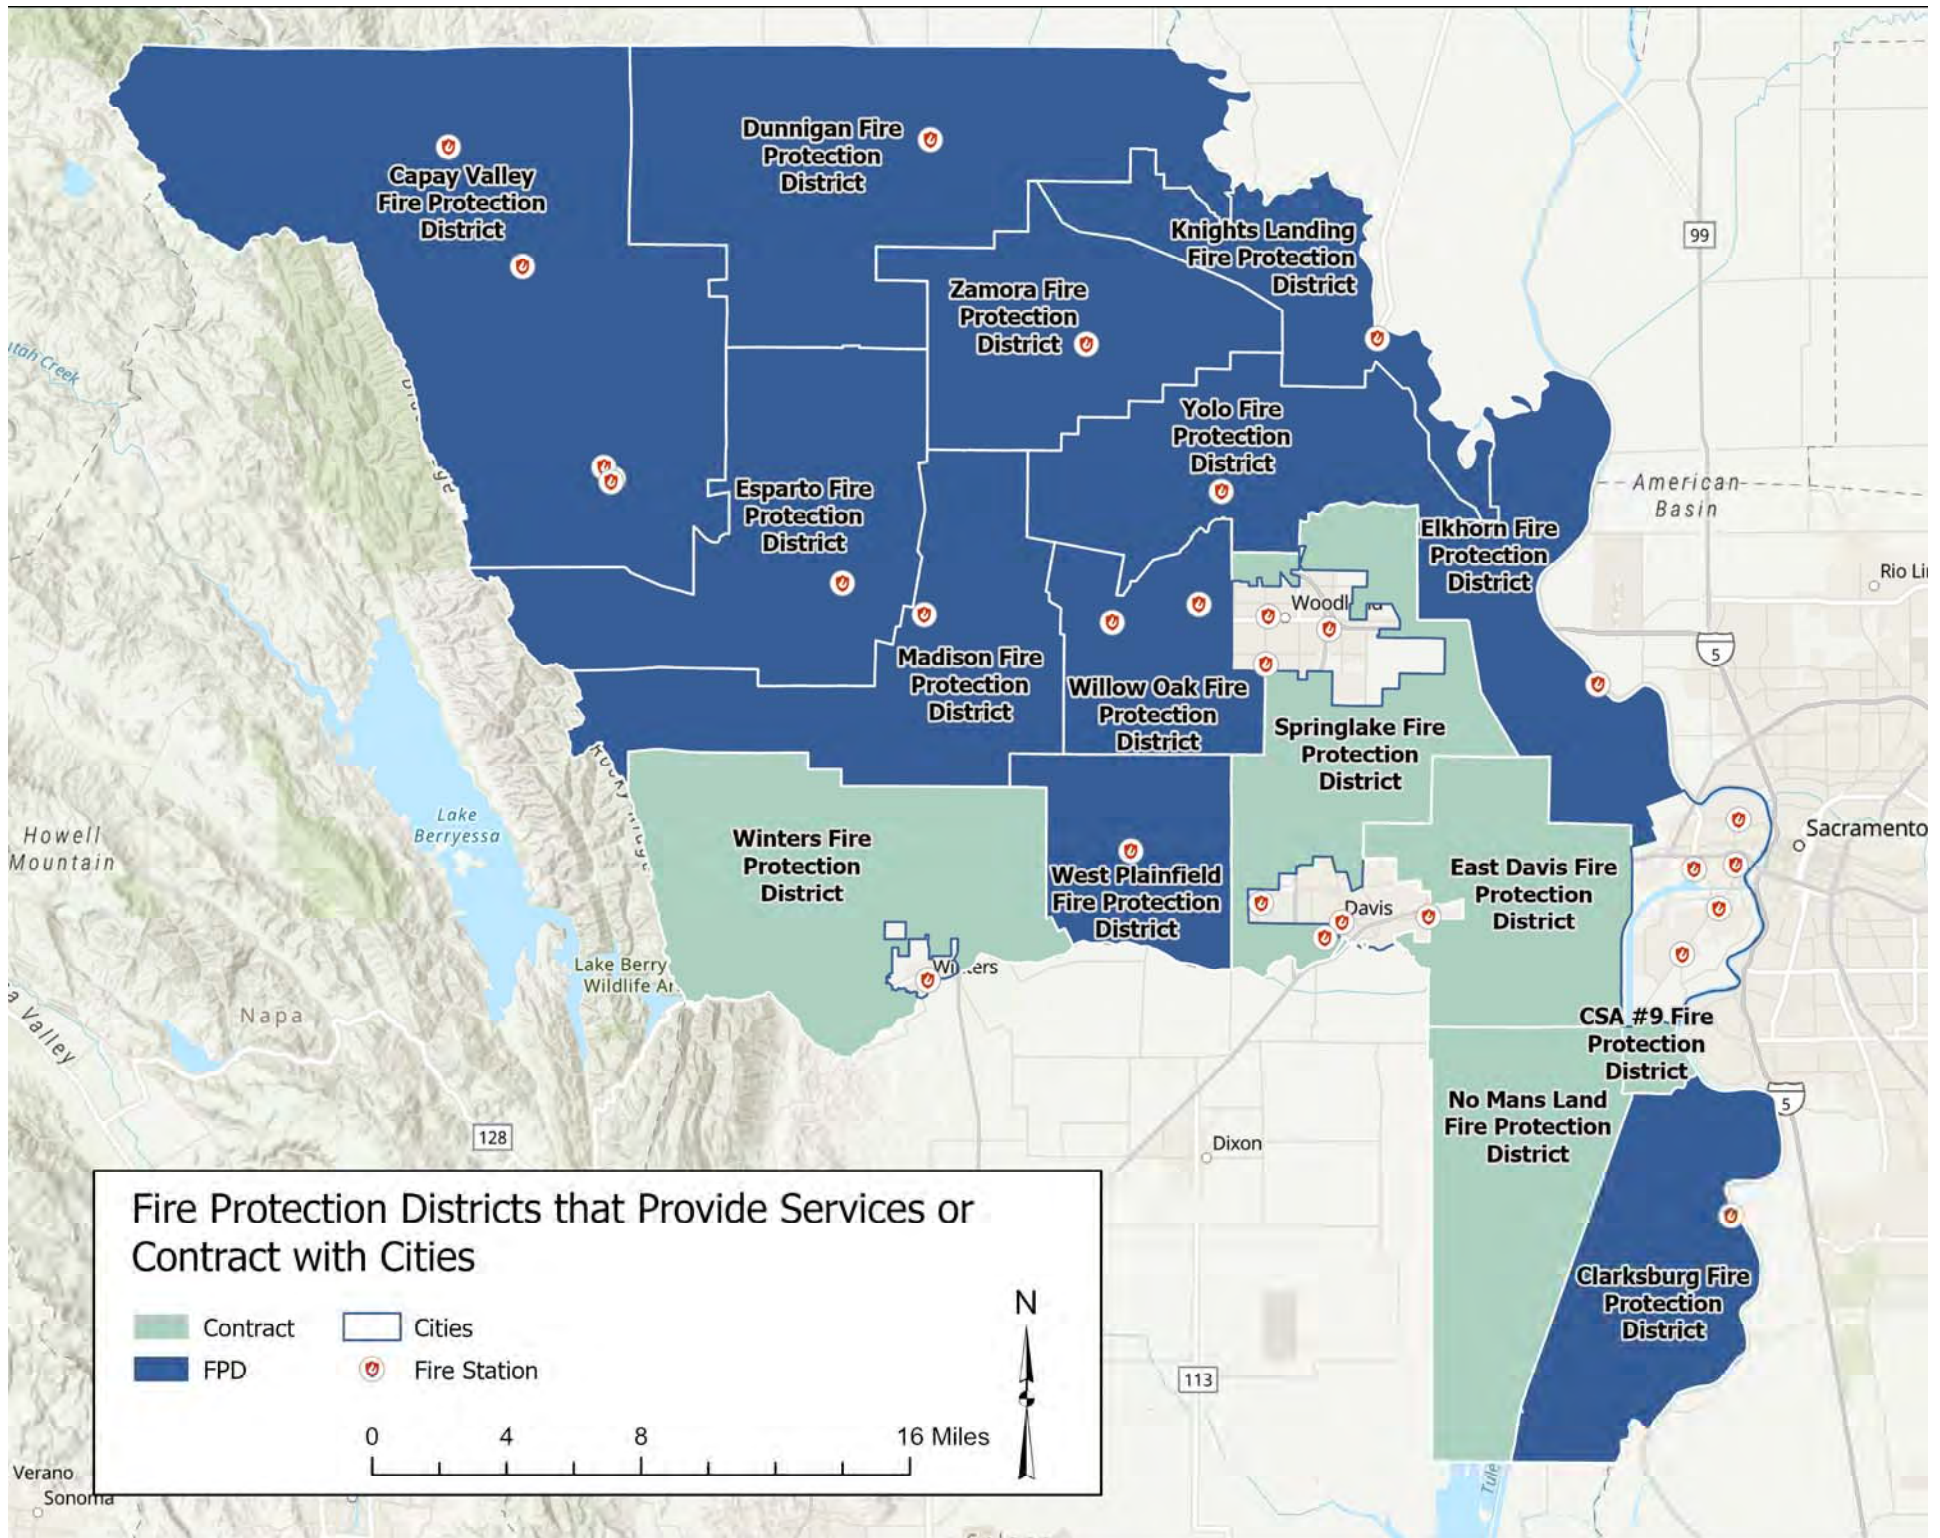 Dunnigan Fire
Protection
District
Capay Valley
Fire Protection
District
Knights Landing
Fire Protection
District
99
Zamora Fire
Protection
District
utah Creek
Yolo Fire
Protection
District
American
Basin
Esparto Fire
Protection
District
Elkhorn Fire
Protection
District
Rio Li
5
Madison Fire
Protection
District
Willow Oak Fire
Protection
District
Springlake Fire
Protection
District
Lake
Berryessa
Howell
Mountain
Sacramento
Winters Fire
Protection
District
West Plainfield
Fire Protection
District
East Davis Fire
Protection
District
Davis
Lake Berry
Wildlife Ar
Napa
a Valley
CSA #9 Fire
Protection
District
No Mans Land
Fire Protection
District
5
128
Dixon
Clarksburg Fire
Protection
District
113
Tule
Fire Protection Districts that Provide Services or
Contract with Cities
Contract
Cities
FPD
Fire Station
N
0 4 8 16 Miles
Verano
Sonoma